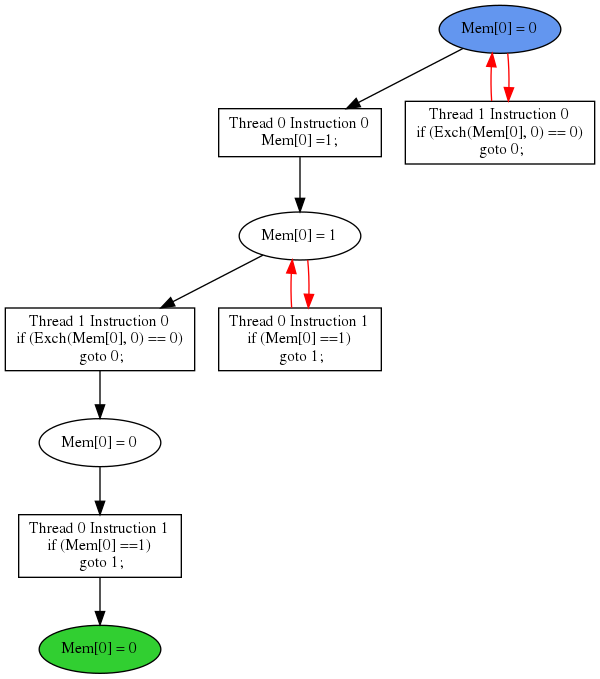 Mem[0] = 0
Thread 0 Instruction 0
Mem[0] =1;
Thread 1 Instruction 0
if (Exch(Mem[0], 0) == 0)
goto 0;
Mem[0] = 1
Thread 1 Instruction 0
if (Exch(Mem[0], 0) == 0)
goto 0;
Thread 0 Instruction 1
if (Mem[0] ==1)
goto 1;
Mem[0] = 0
Thread 0 Instruction 1
if (Mem[0] ==1)
goto 1;
Mem[0] = 0